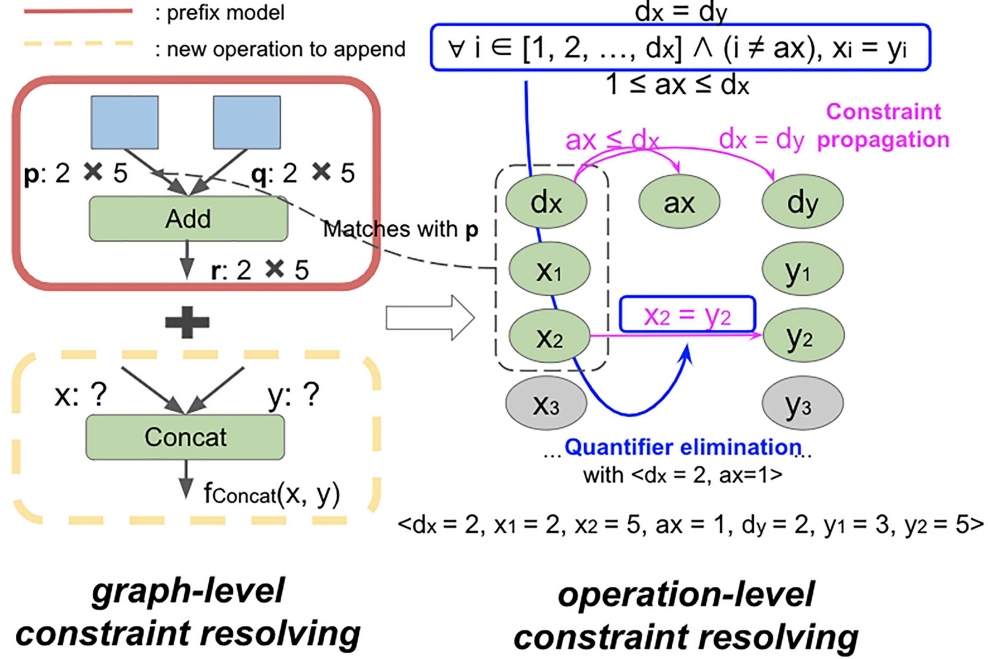 : prefix model
: new operation to append
p: 2 ✖ 5
q: 2 ✖ 5
Add
r: 2 ✖ 5
Matches with p
✚
x: ?
y: ?
Concat
fConcat(x, y)
graph-level
constraint resolving
dx = dy
∀ i ∈ [1, 2, …, dx] ∧ (i ≠ ax), xi = yi
1 ≤ ax ≤ dx
Constraint
propagation
ax ≤ dx
dx = dy
dx
ax
dy
x1
y1
x2
x2 = y2
y2
x3
y3
...
Quantifier elimination
...
with <dx = 2, ax=1>
<dx = 2, x1 = 2, x2 = 5, ax = 1, dy = 2, y1 = 3, y2 = 5>
operation-level
constraint resolving